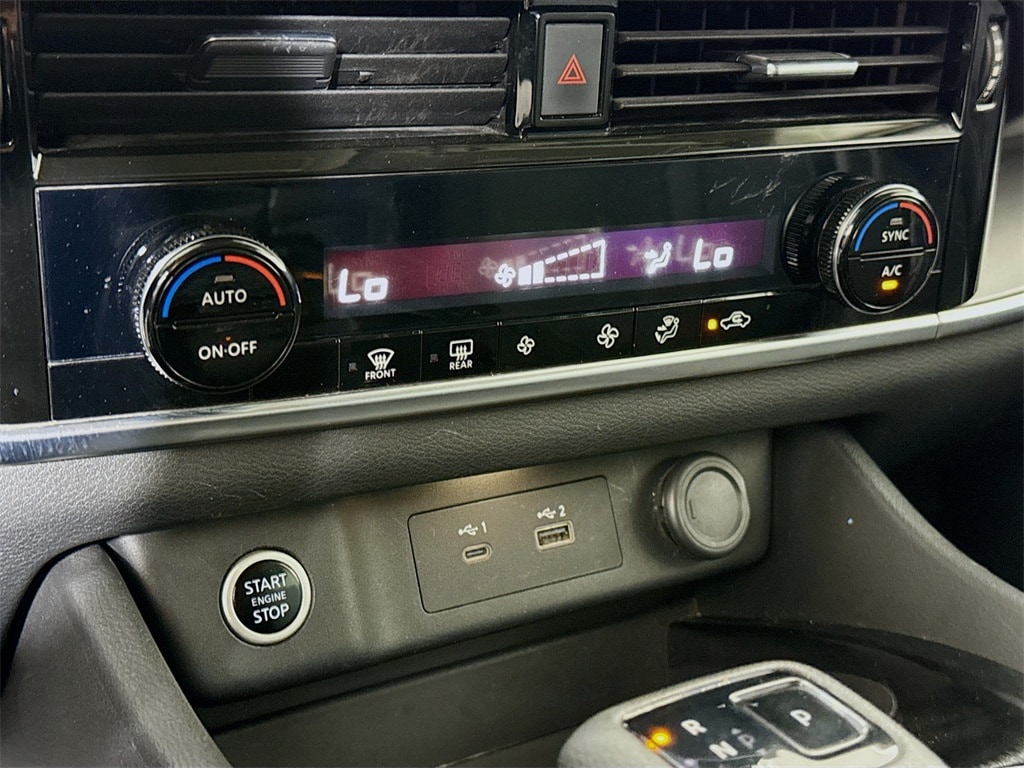 AUTO
ON·OFF
Lo
Lo
SYNC
A/C
FRONT
REAR
1
2
START
ENGINE
STOP
R
N
P